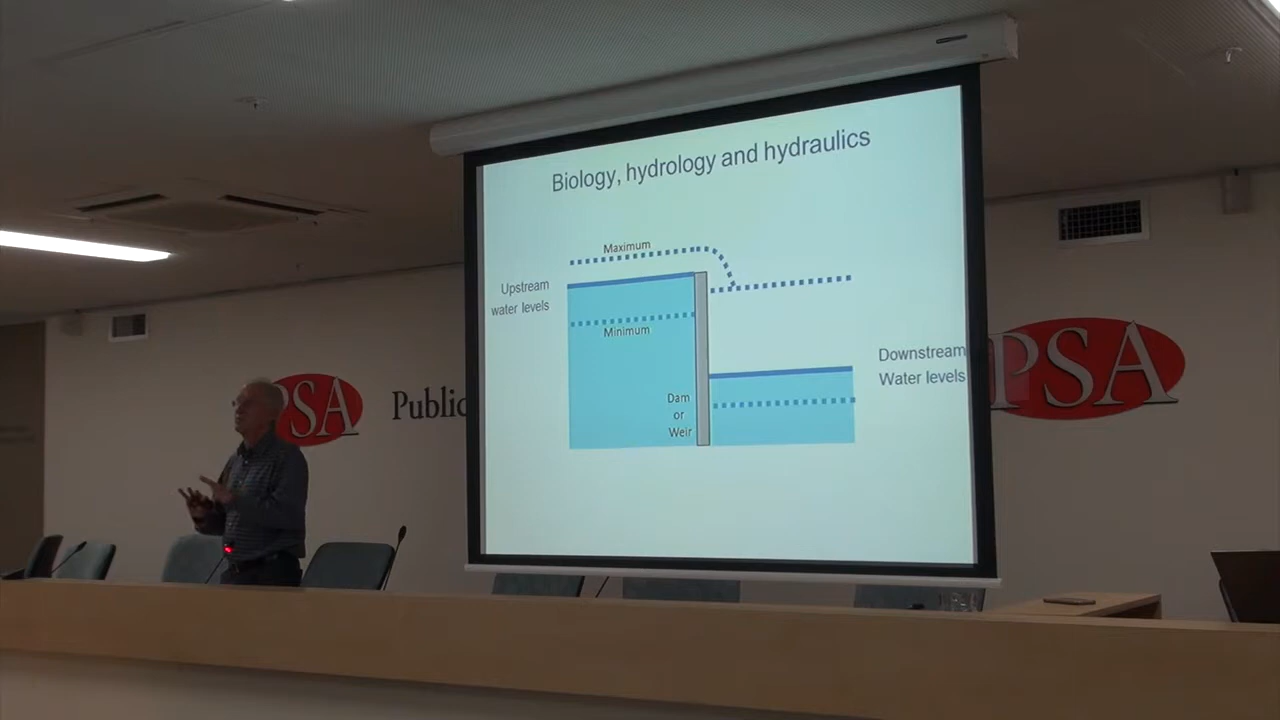 Biology, hydrology and hydraulics
Maximum
Upstream
water levels
Minimum
Downstream
Water levels
Dam
or
Weir
PSA
Public
PSA